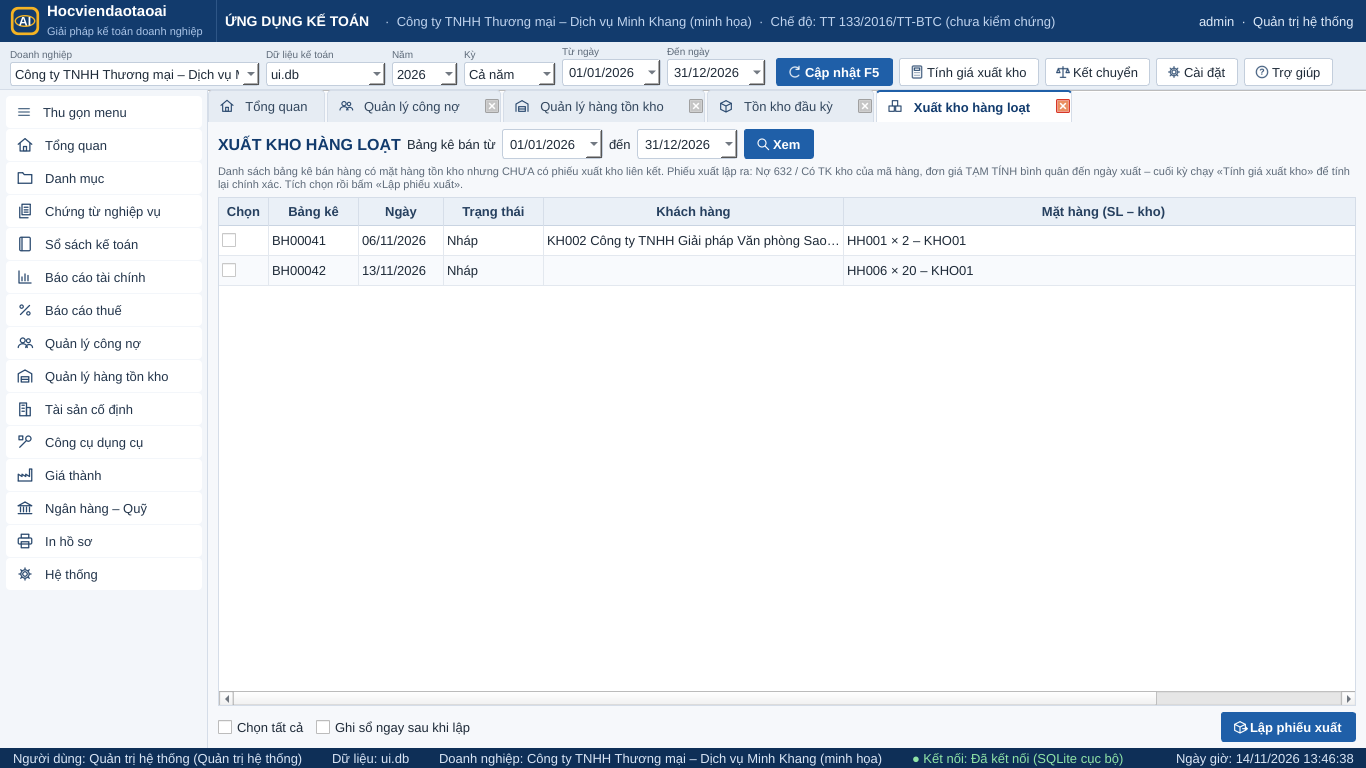 AI
Hocviendaotaoai
Giải pháp kế toán doanh nghiệp
ỨNG DỤNG KẾ TOÁN · Công ty TNHH Thương mại – Dịch vụ Minh Khang (minh họa) · Chế độ: TT 133/2016/TT-BTC (chưa kiểm chứng)
admin · Quản trị hệ thống
Doanh nghiệp
Công ty TNHH Thương mại – Dịch vụ
Dữ liệu kế toán
ui.db
Năm
2026
Kỳ
Cả năm
Từ ngày
01/01/2026
Đến ngày
31/12/2026
Cập nhật F5
Tính giá xuất kho
Kết chuyển
Cài đặt
Trợ giúp
Thu gọn menu
Tổng quan
Danh mục
Chứng từ nghiệp vụ
Sổ sách kế toán
Báo cáo tài chính
Báo cáo thuế
Quản lý công nợ
Quản lý hàng tồn kho
Tài sản cố định
Công cụ dụng cụ
Giá thành
Ngân hàng – Quỹ
In hồ sơ
Hệ thống
Tổng quan
Quản lý công nợ
Quản lý hàng tồn kho
Tồn kho đầu kỳ
Xuất kho hàng loạt
XUẤT KHO HÀNG LOẠT Bảng kê bán từ 01/01/2026 đến 31/12/2026 Xem
Danh sách bảng kê bán hàng có mặt hàng tồn kho nhưng CHƯA có phiếu xuất kho liên kết. Phiếu xuất lập ra: Nợ 632 / Có TK kho của mã hàng, đơn giá TẠM TÍNH bình quân đến ngày xuất – cuối kỳ chạy «Tính giá xuất kho» để tính
lại chính xác. Tích chọn rồi bấm «Lập phiếu xuất».
Chọn Bảng kê Ngày Trạng thái Khách hàng Mặt hàng (SL – kho)
BH00041 06/11/2026 Nháp KH002 Công ty TNHH Giải pháp Văn phòng Sao… HH001 × 2 – KHO01
BH00042 13/11/2026 Nháp HH006 × 20 – KHO01
Chọn tất cả
Ghi sổ ngay sau khi lập
Lập phiếu xuất
Người dùng: Quản trị hệ thống (Quản trị hệ thống)
Dữ liệu: ui.db
Doanh nghiệp: Công ty TNHH Thương mại – Dịch vụ Minh Khang (minh họa)
● Kết nối: Đã kết nối (SQLite cục bộ)
Ngày giờ: 14/11/2026 13:46:38